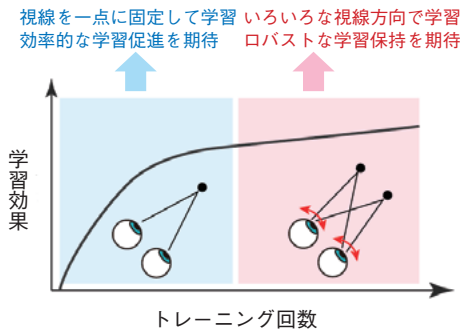 視線を一点に固定して学習
効率的な学習促進を期待
いろいろな視線方向で学習
ロバストな学習保持を期待
学習効果
トレーニング回数